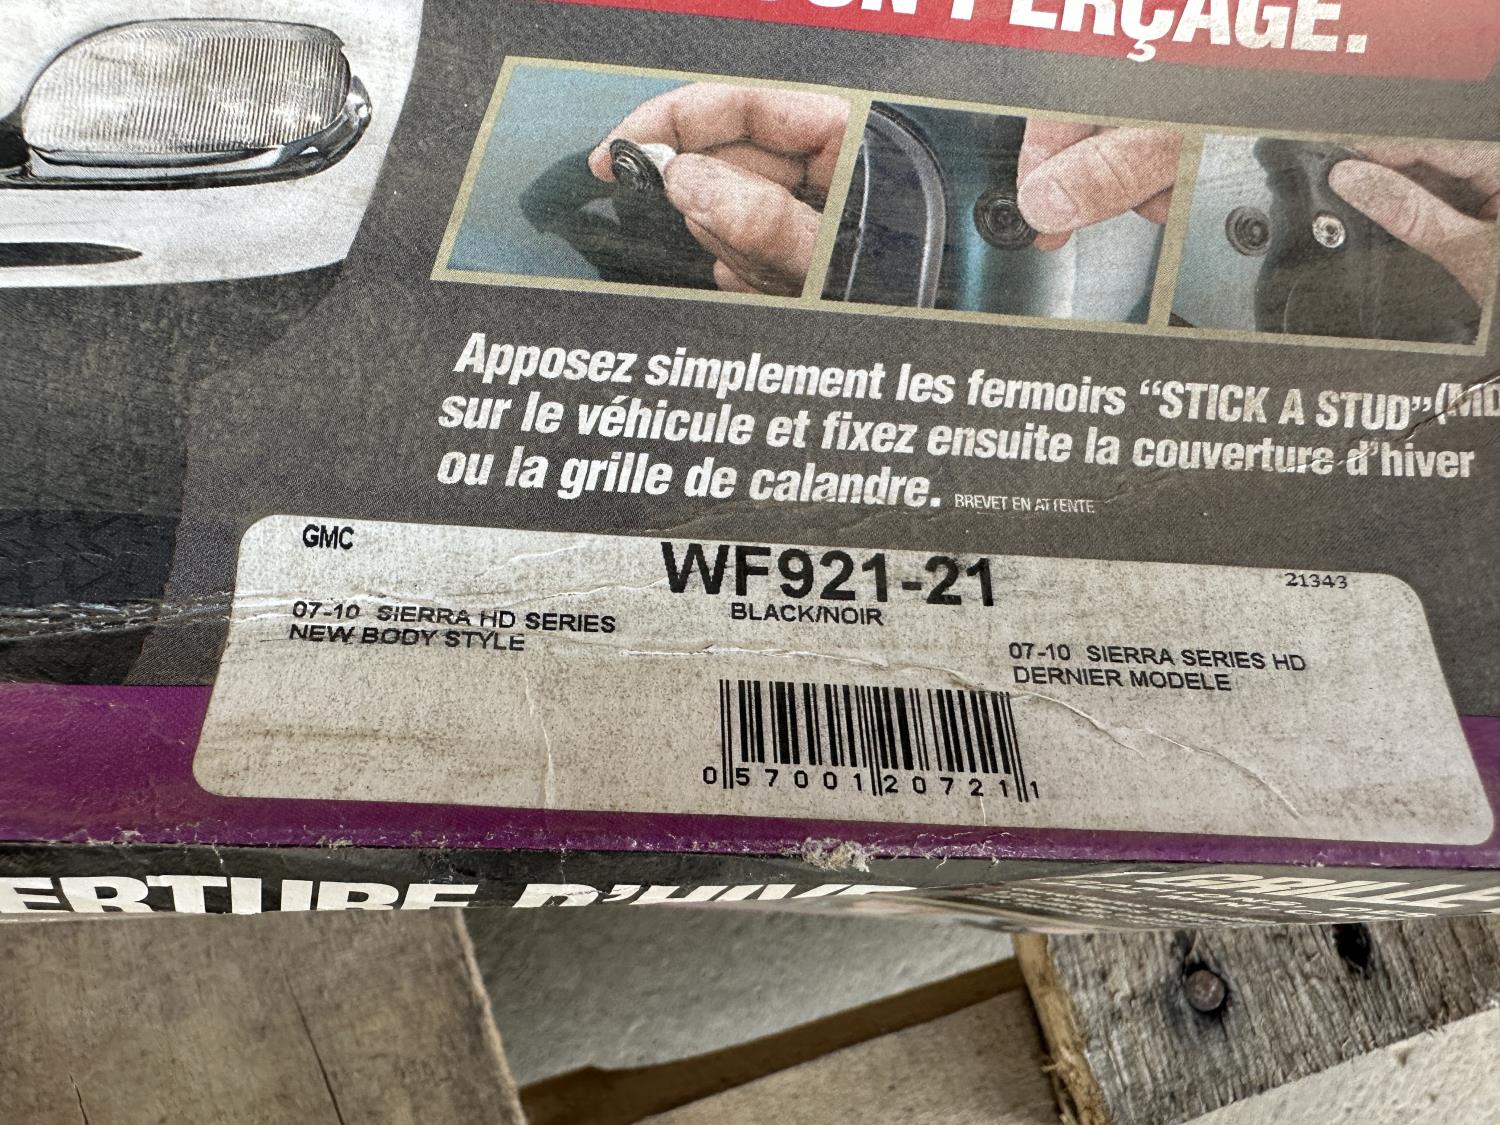 PERÇAGE.
Apposez simplement les fermoirs “STICK A STUD”(MD
sur le véhicule et fixez ensuite la couverture d'hiver
ou la grille de calandre. BREVET EN ATTENTE
GMC
WF921-21
21343
BLACK/NOIR
07-10 SIERRA HD SERIES
NEW BODY STYLE
07-10 SIERRA SERIES HD
DERNIER MODELE
0 57001 20721 1